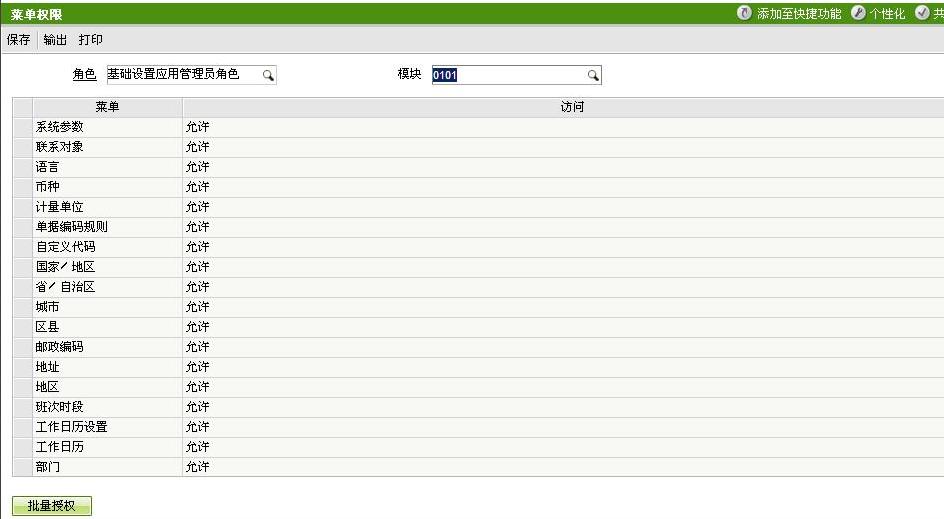 菜单权限 添加至快捷功能 个性化 共
保存 输出 打印
角色 基础设置应用管理员角色 模块 0101
菜单 访问
系统参数 允许
联系对象 允许
语言 允许
币种 允许
计量单位 允许
单据编码规则 允许
自定义代码 允许
国家/地区 允许
省/自治区 允许
城市 允许
区县 允许
邮政编码 允许
地址 允许
地区 允许
班次时段 允许
工作日历设置 允许
工作日历 允许
部门 允许
批量授权